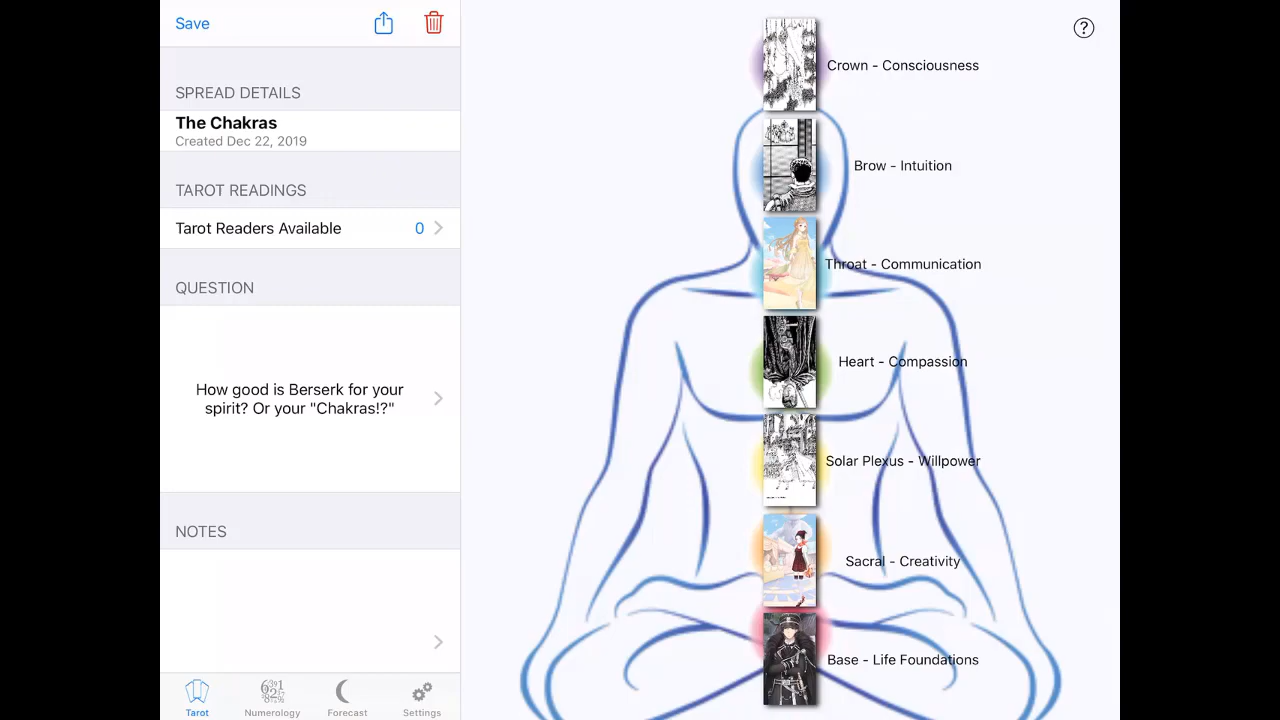 Save
SPREAD DETAILS
The Chakras
Created Dec 22, 2019
TAROT READINGS
Tarot Readers Available 0
QUESTION
How good is Berserk for your
spirit? Or your "Chakras!?"
NOTES
Tarot
Numerology
Forecast
Settings
?
Crown - Consciousness
Brow - Intuition
Throat - Communication
Heart - Compassion
Solar Plexus - Willpower
Sacral - Creativity
Base - Life Foundations